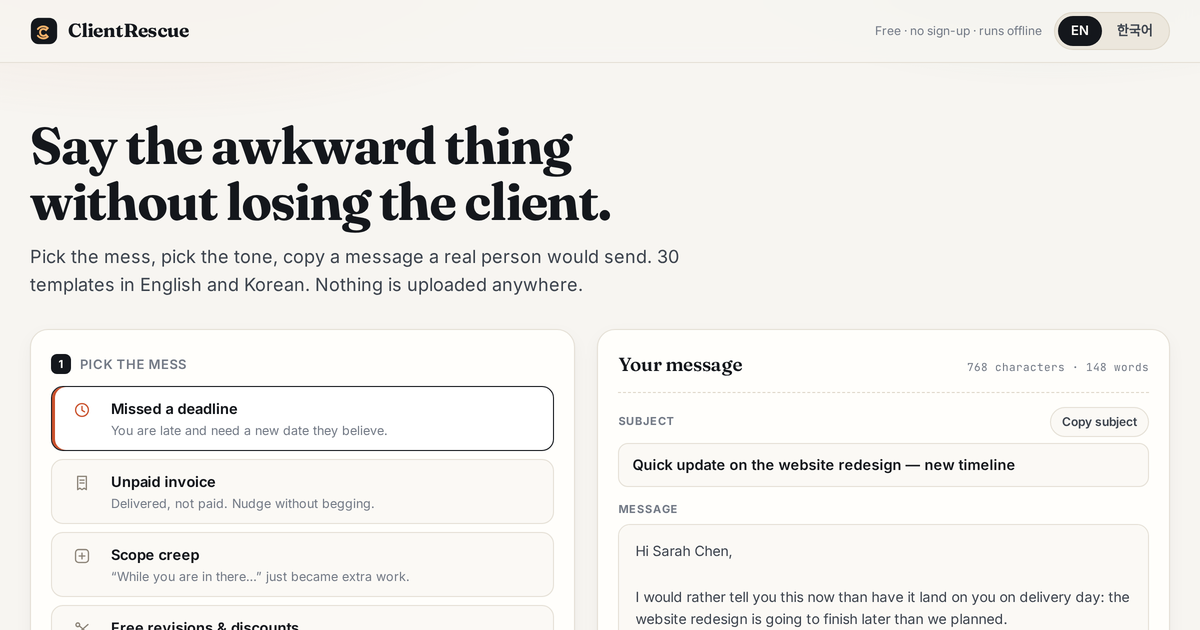 ClientRescue
Free · no sign-up · runs offline
EN
한국어
Say the awkward thing
without losing the client.
Pick the mess, pick the tone, copy a message a real person would send. 30
templates in English and Korean. Nothing is uploaded anywhere.
1 PICK THE MESS
Missed a deadline
You are late and need a new date they believe.
Unpaid invoice
Delivered, not paid. Nudge without begging.
Scope creep
“While you are in there…” just became extra work.
Free revisions & discounts
Your message
768 characters · 148 words
SUBJECT
Copy subject
Quick update on the website redesign — new timeline
MESSAGE
Hi Sarah Chen,
I would rather tell you this now than have it land on you on delivery day: the
website redesign is going to finish later than we planned.